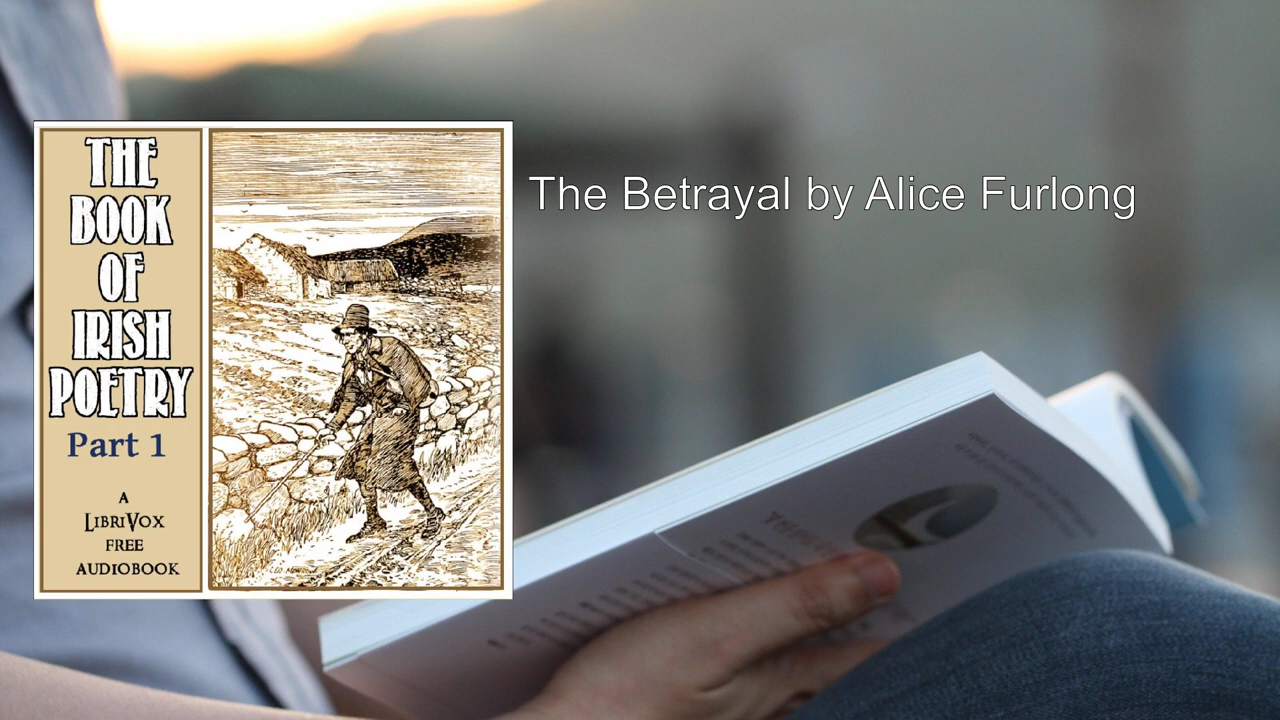 THE
BOOK
OF
IRISH
POETRY
Part 1
A
LIBRIVOX
FREE
AUDIOBOOK
The Betrayal by Alice Furlong